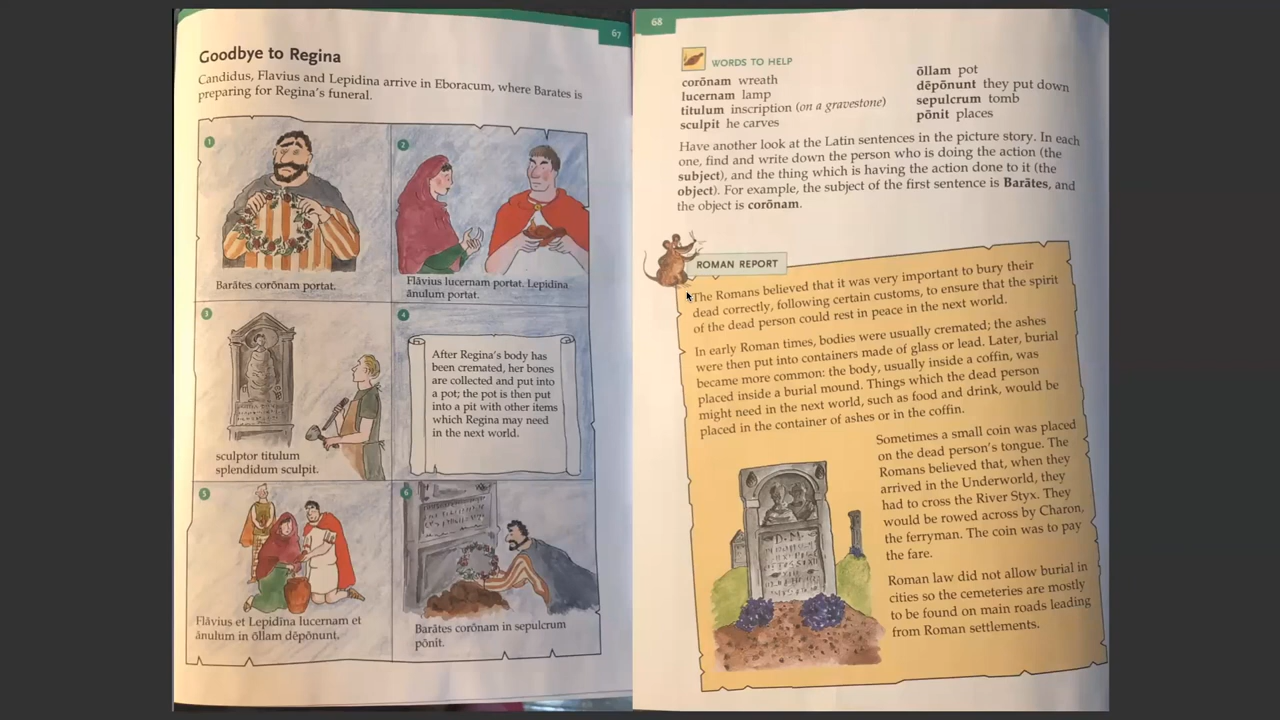 67
Goodbye to Regina
Candidus, Flavius and Lepidina arrive in Eboracum, where Barates is
preparing for Regina's funeral.
1
Barātes corōnam portat.
2
Flāvius lucernam portat. Lepidīna
ānulum portat.
3
sculptor titulum
splendidum sculpit.
4
After Regina's body has
been cremated, her bones
are collected and put into
a pot; the pot is then put
into a pit with other items
which Regina may need
in the next world.
5
Flāvius et Lepidīna lucernam et
ānulum in ōllam dēpōnunt.
6
Barātes corōnam in sepulcrum
pōnit.
68
WORDS TO HELP
corōnam wreath
lucernam lamp
titulum inscription (on a gravestone)
sculpit he carves
ōllam pot
dēpōnunt they put down
sepulcrum tomb
pōnit places
Have another look at the Latin sentences in the picture story. In each
one, find and write down the person who is doing the action (the
subject), and the thing which is having the action done to it (the
object). For example, the subject of the first sentence is Barātes, and
the object is corōnam.
ROMAN REPORT
The Romans believed that it was very important to bury their
dead correctly, following certain customs, to ensure that the spirit
of the dead person could rest in peace in the next world.
In early Roman times, bodies were usually cremated; the ashes
were then put into containers made of glass or lead. Later, burial
became more common: the body, usually inside a coffin, was
placed inside a burial mound. Things which the dead person
might need in the next world, such as food and drink, would be
placed in the container of ashes or in the coffin.
Sometimes a small coin was placed
on the dead person's tongue. The
Romans believed that, when they
arrived in the Underworld, they
had to cross the River Styx. They
would be rowed across by Charon,
the ferryman. The coin was to pay
the fare.
Roman law did not allow burial in
cities so the cemeteries are mostly
to be found on main roads leading
from Roman settlements.
D.M.